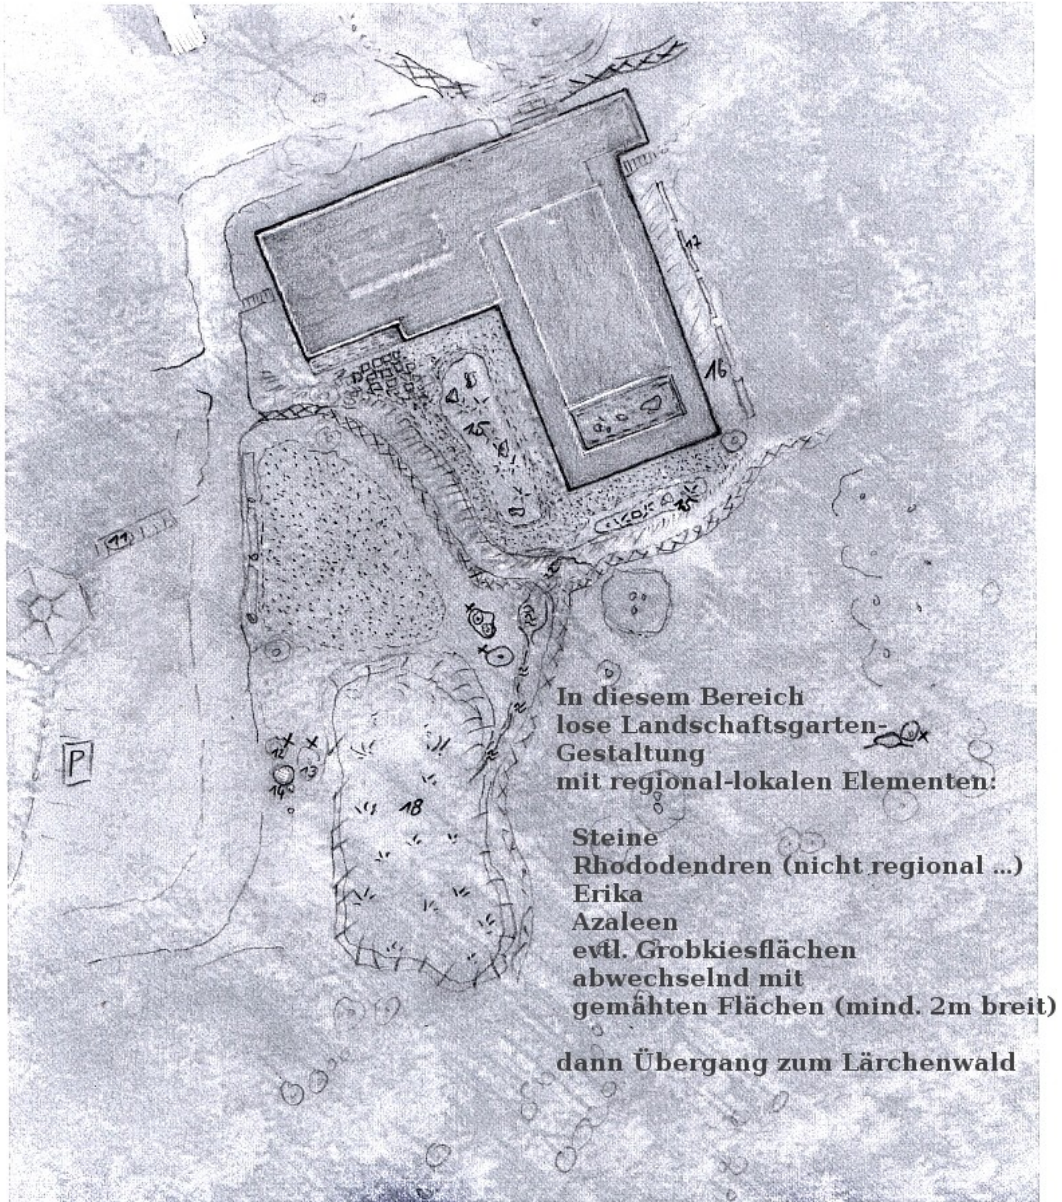 17
16
15
15
11
In diesem Bereich
lose Landschaftsgarten-
Gestaltung
mit regional-lokalen Elementen:
P
12
13
14
18
Steine
Rhododendren (nicht regional ...)
Erika
Azaleen
evtl. Grobkiesflächen
abwechselnd mit
gemähten Flächen (mind. 2m breit)
dann Übergang zum Lärchenwald